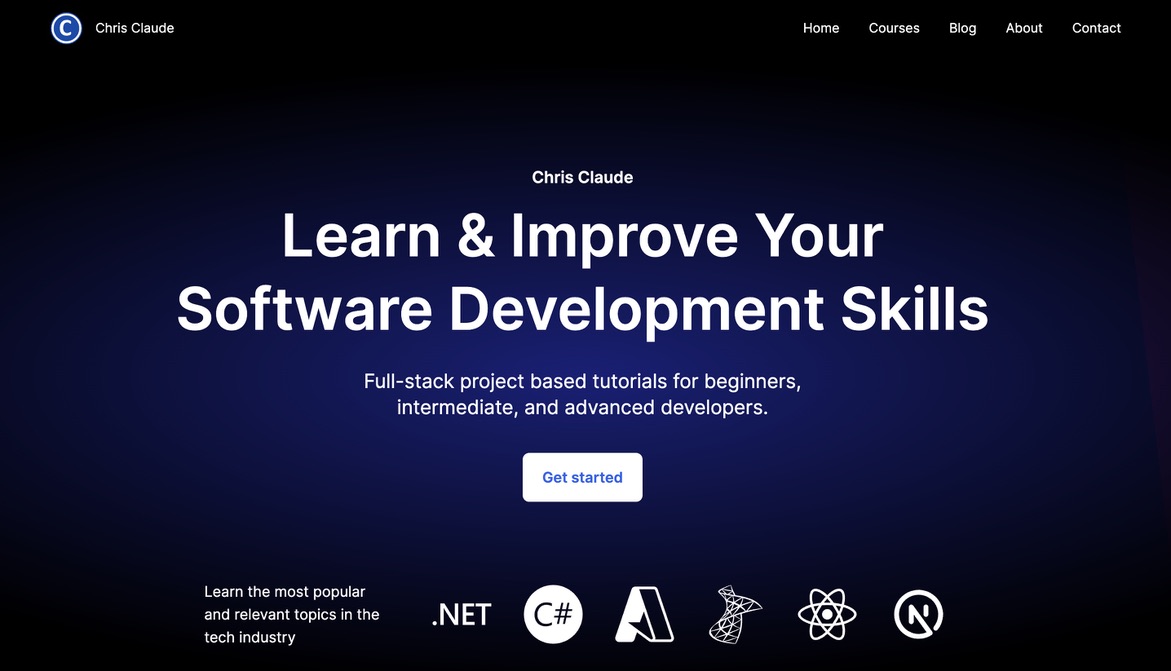 C
Chris Claude
Home
Courses
Blog
About
Contact
Chris Claude
Learn & Improve Your
Software Development Skills
Full-stack project based tutorials for beginners,
intermediate, and advanced developers.
Get started
Learn the most popular
and relevant topics in the
tech industry
.NET
C#
N